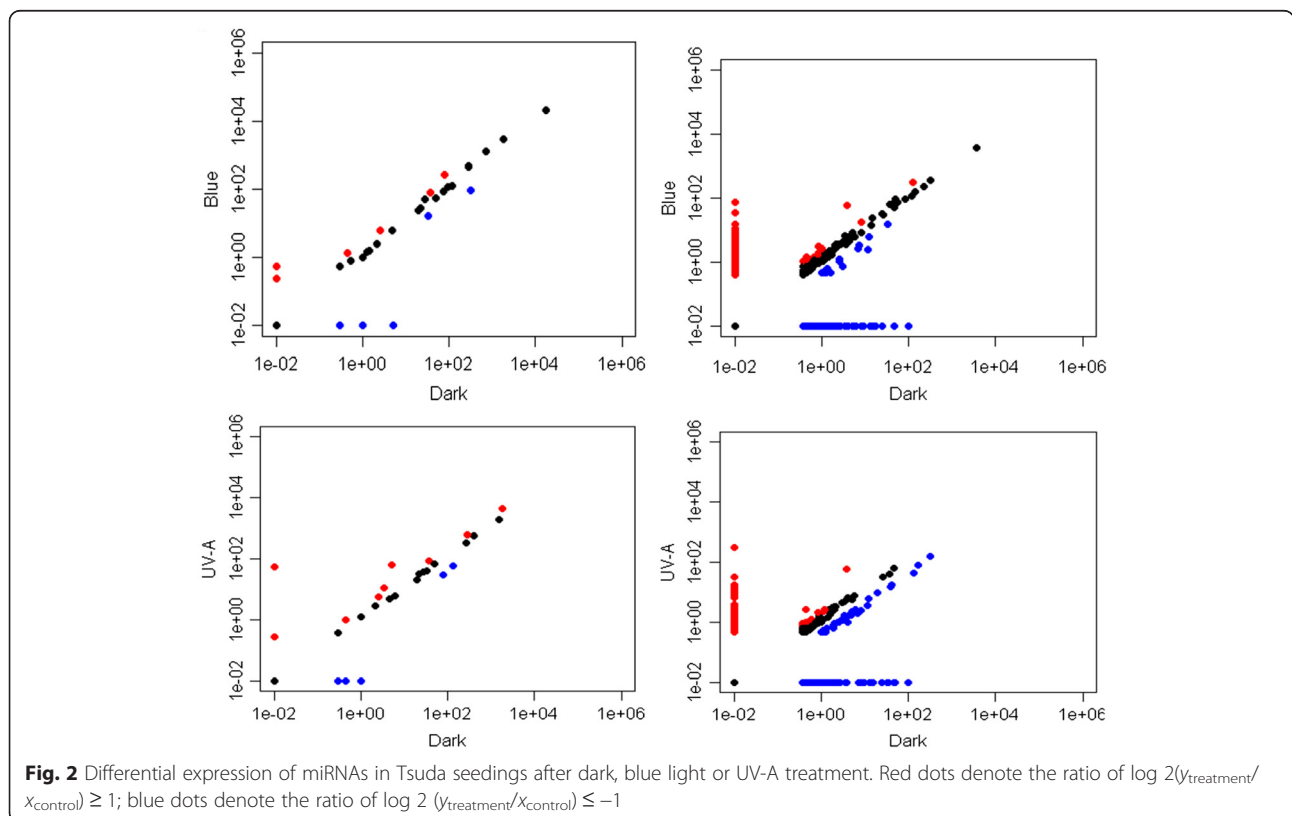 1e+06
1e+04
1e+02
1e+00
1e-02
Blue
1e-02 1e+00 1e+02 1e+04 1e+06
Dark
1e+06
1e+04
1e+02
1e+00
1e-02
Blue
1e-02 1e+00 1e+02 1e+04 1e+06
Dark
1e+06
1e+04
1e+02
1e+00
1e-02
UV-A
1e-02 1e+00 1e+02 1e+04 1e+06
Dark
1e+06
1e+04
1e+02
1e+00
1e-02
UV-A
1e-02 1e+00 1e+02 1e+04 1e+06
Dark
Fig. 2 Differential expression of miRNAs in Tsuda seedings after dark, blue light or UV-A treatment. Red dots denote the ratio of log 2(ytreatment/
xcontrol) ≥ 1; blue dots denote the ratio of log 2 (ytreatment/xcontrol) ≤ −1